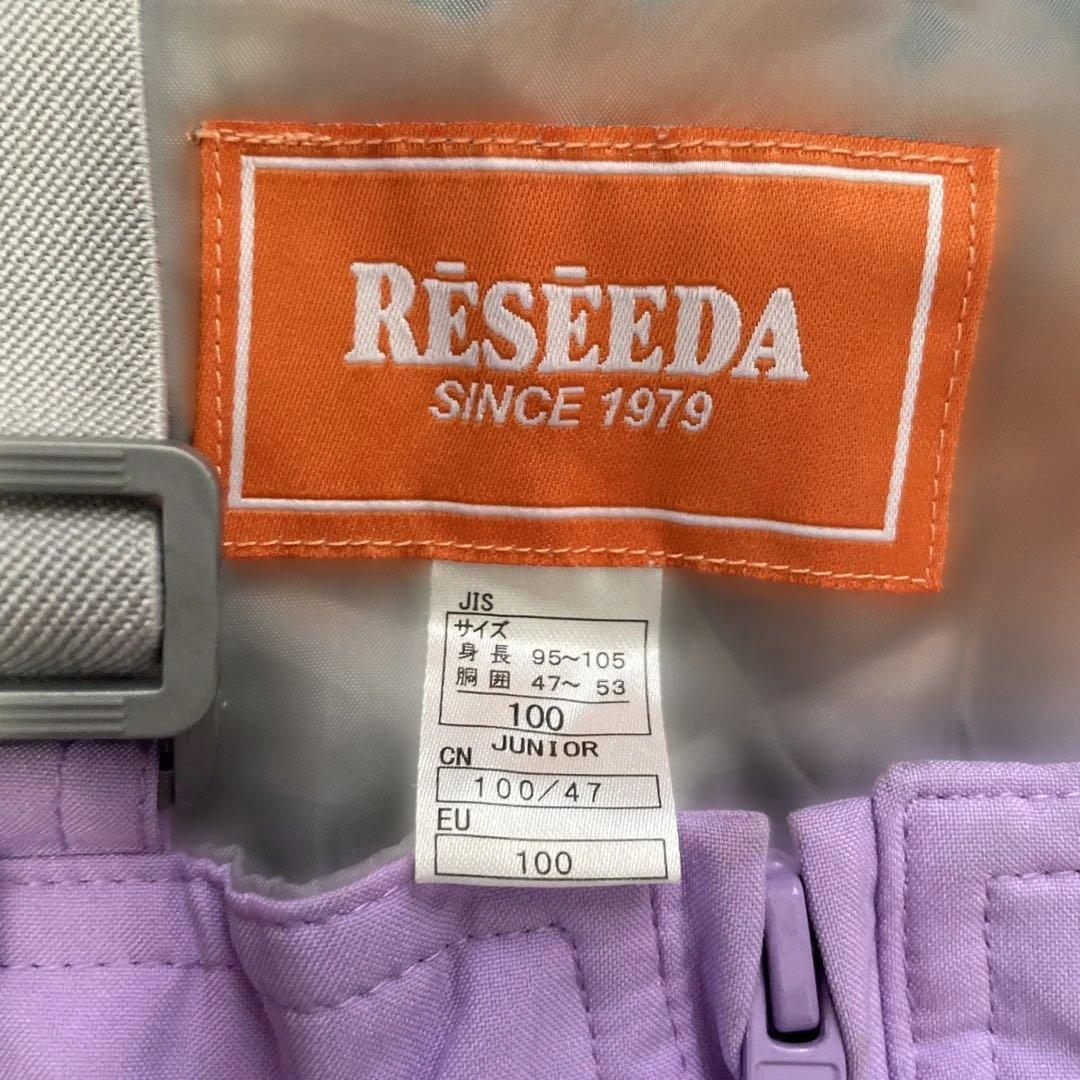 RĒSĒEDA
SINCE 1979
JIS
サイズ
身長 95~105
胴囲 47~ 53
100
JUNIOR
CN
100/47
EU
100